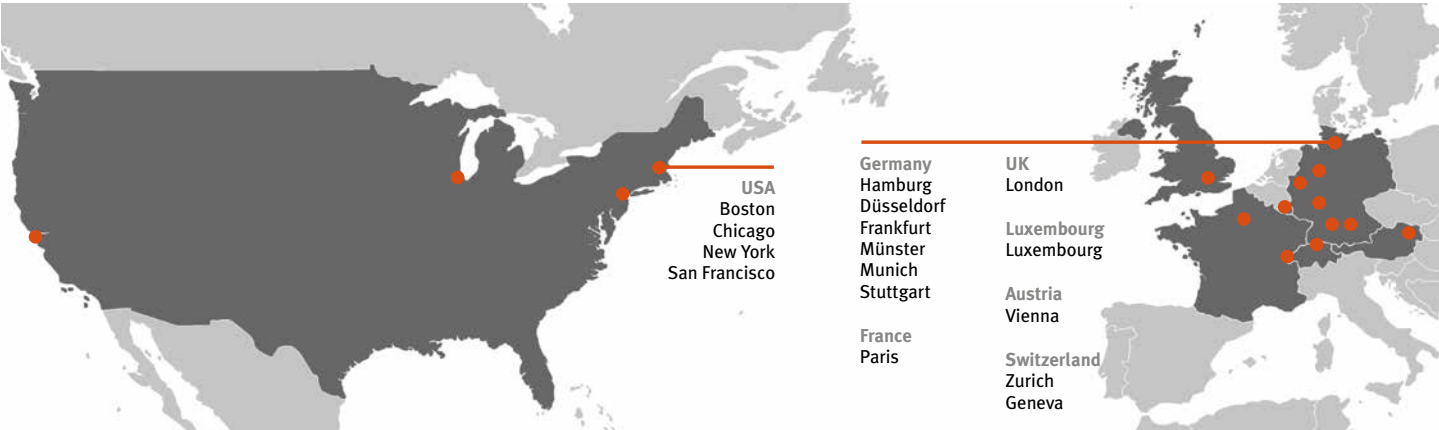 USA
Boston
Chicago
New York
San Francisco
Germany
Hamburg
Düsseldorf
Frankfurt
Münster
Munich
Stuttgart
France
Paris
UK
London
Luxembourg
Luxembourg
Austria
Vienna
Switzerland
Zurich
Geneva